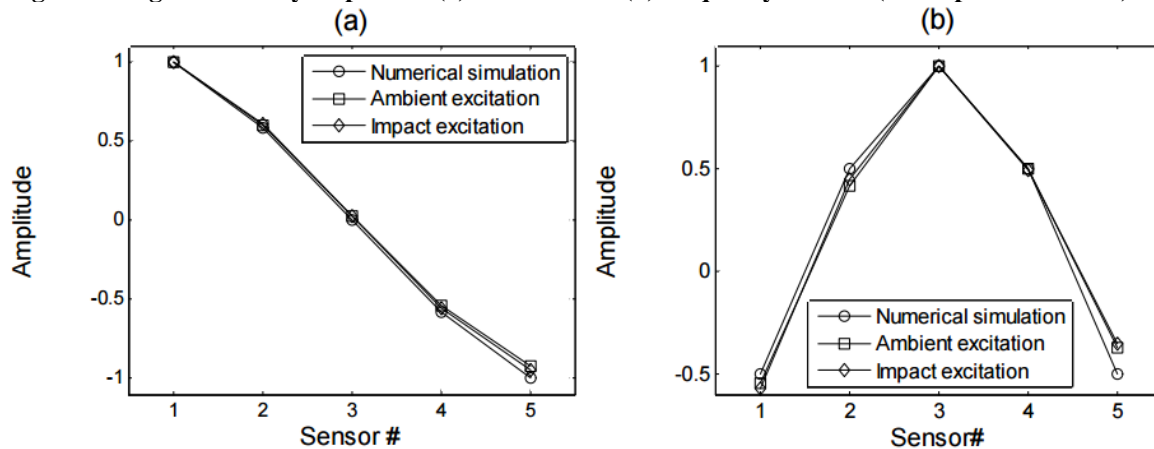 (a)
1
0.5
0
-0.5
-1
1 2 3 4 5
Sensor #
Amplitude
Numerical simulation
Ambient excitation
Impact excitation
(b)
1
0.5
0
-0.5
1 2 3 4 5
Sensor#
Amplitude
Numerical simulation
Ambient excitation
Impact excitation